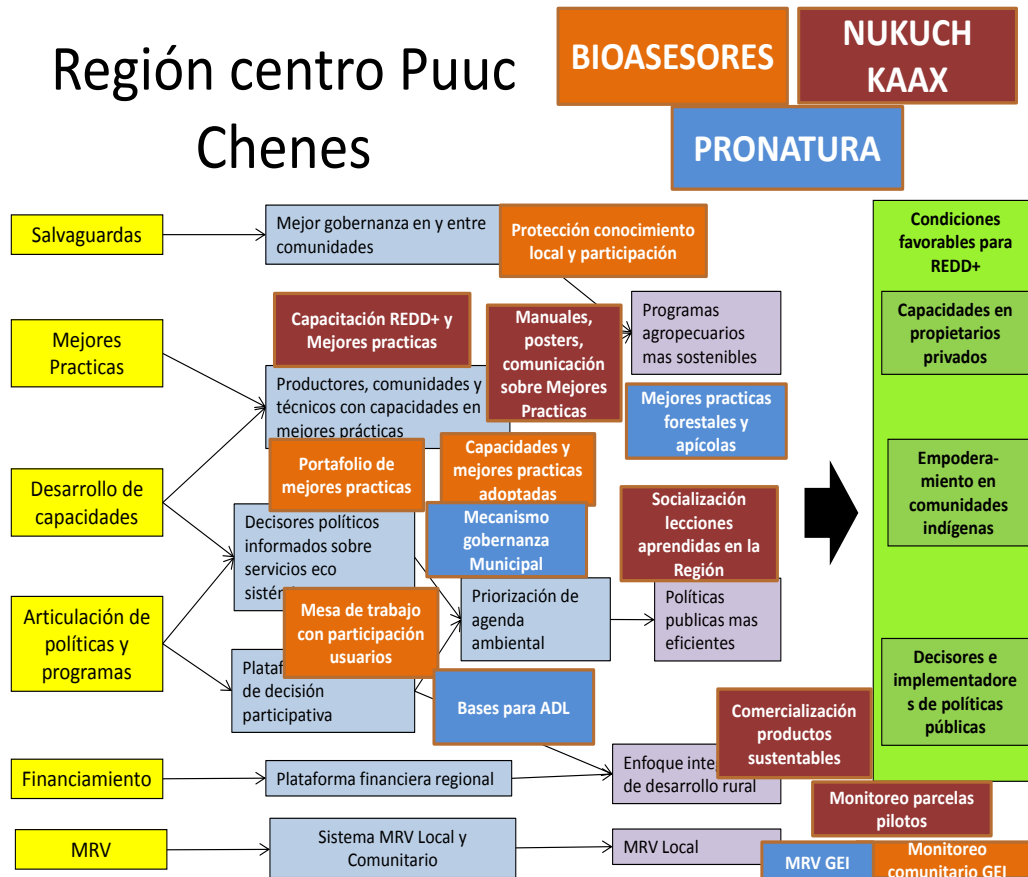 Región centro Puuc
Chenes
BIOASESORES
NUKUCH
KAAX
PRONATURA
Salvaguardas
Mejor gobernanza en y entre
comunidades
Protección conocimiento
local y participación
Condiciones
favorables para
REDD+
Mejores
Practicas
Capacitación REDD+ y
Mejores practicas
Productores, comunidades y
técnicos con capacidades en
mejores prácticas
Manuales,
posters,
comunicación
sobre Mejores
Practicas
Programas
agropecuarios
mas sostenibles
Mejores practicas
forestales y
apícolas
Capacidades en
propietarios
privados
Desarrollo de
capacidades
Portafolio de
mejores practicas
Capacidades y
mejores practicas
adoptadas
Decisores políticos
informados sobre
servicios eco
Mecanismo
gobernanza
Municipal
Socialización
lecciones
aprendidas en la
Región
Empodera-
miento en
comunidades
indígenas
Articulación de
políticas y
programas
Mesa de trabajo
con participación
usuarios
de decisión
participativa
Priorización de
agenda
ambiental
Políticas
publicas mas
eficientes
Bases para ADL
Decisores e
implementadore
s de políticas
públicas
Comercialización
productos
sustentables
Financiamiento
Plataforma financiera regional
Enfoque
de desarrollo rural
Monitoreo parcelas
pilotos
MRV
Sistema MRV Local y
Comunitario
MRV Local
MRV GEI
Monitoreo
comunitario GEI